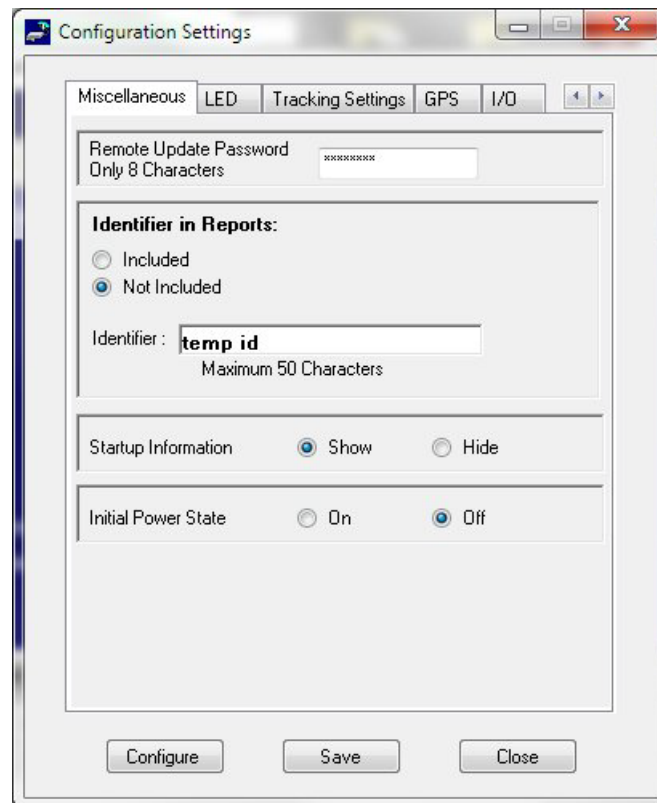 Configuration Settings
Miscellaneous LED Tracking Settings GPS I/O
Remote Update Password
Only 8 Characters
********
Identifier in Reports:
Included
Not Included
Identifier : temp id
Maximum 50 Characters
Startup Information Show Hide
Initial Power State On Off
Configure Save Close